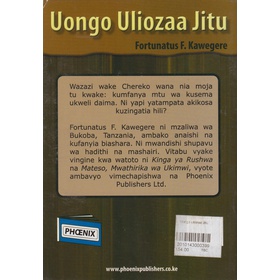 Uongo Uliozaa Jitu
Fortunatus F. Kawegere
Wazazi wake Chereko wana nia moja
tu kwake: kumfanya mtu wa kusema
ukweli daima. Ni yapi yatampata akikosa
kuzingatia hili?
Fortunatus F. Kawegere ni mzaliwa wa
Bukoba, Tanzania, ambako anaishi na
kufanyia biashara. Ni mwandishi shupavu
wa hadithi na mashairi. Vitabu vyake
vingine kwa watoto ni Kinga ya Rushwa
na Mateso, Mwathirika wa Ukimwi, vyote
ambavyo vimechapishwa na Phoenix
Publishers Ltd.
PHOENIX
www.phoenixpublishers.co.ke